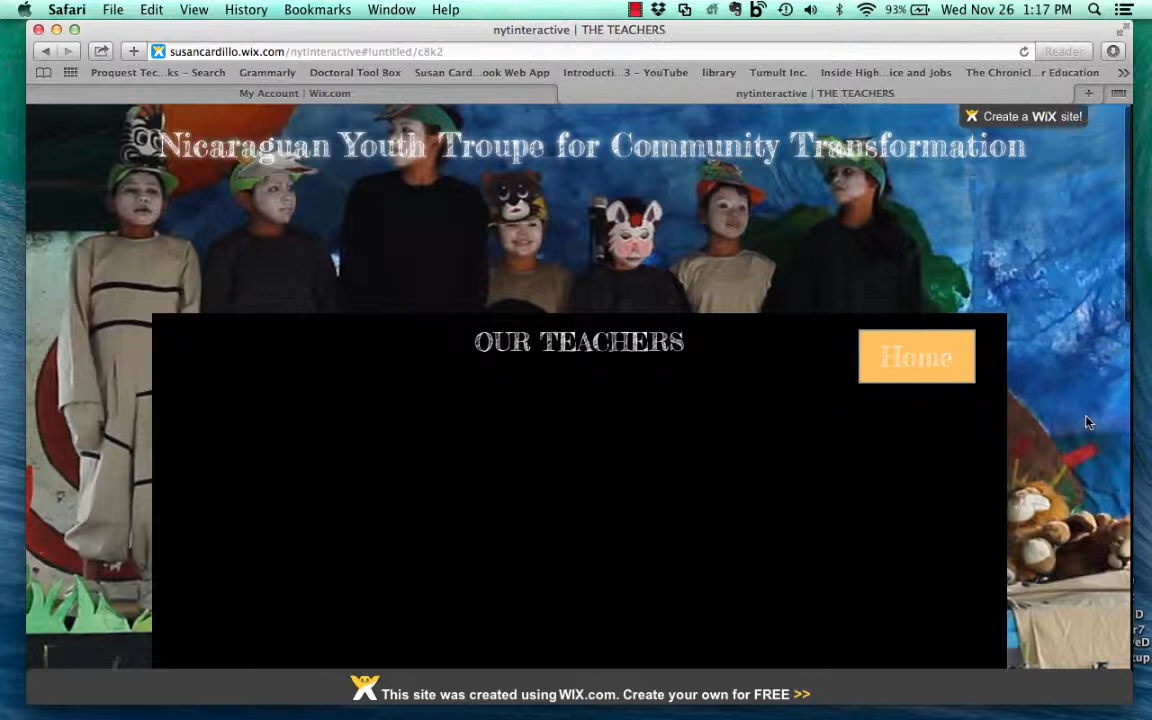 Safari File Edit View History Bookmarks Window Help 93% Wed Nov 26 1:17 PM
nytinteractive | THE TEACHERS
susancardillo.wix.com/nytinteractive#!untitled/c8k2 Reader
Proquest Tec...ks – Search Grammarly Doctoral Tool Box Susan Card...ook Web App Introducti...3 – YouTube library Tumult Inc. Inside High...ice and Jobs The Chronicl...r Education >>
My Account | Wix.com nytinteractive | THE TEACHERS
Create a WiX site!
Nicaraguan Youth Troupe for Community Transformation
OUR TEACHERS
Home
This site was created using WIX.com. Create your own for FREE >>